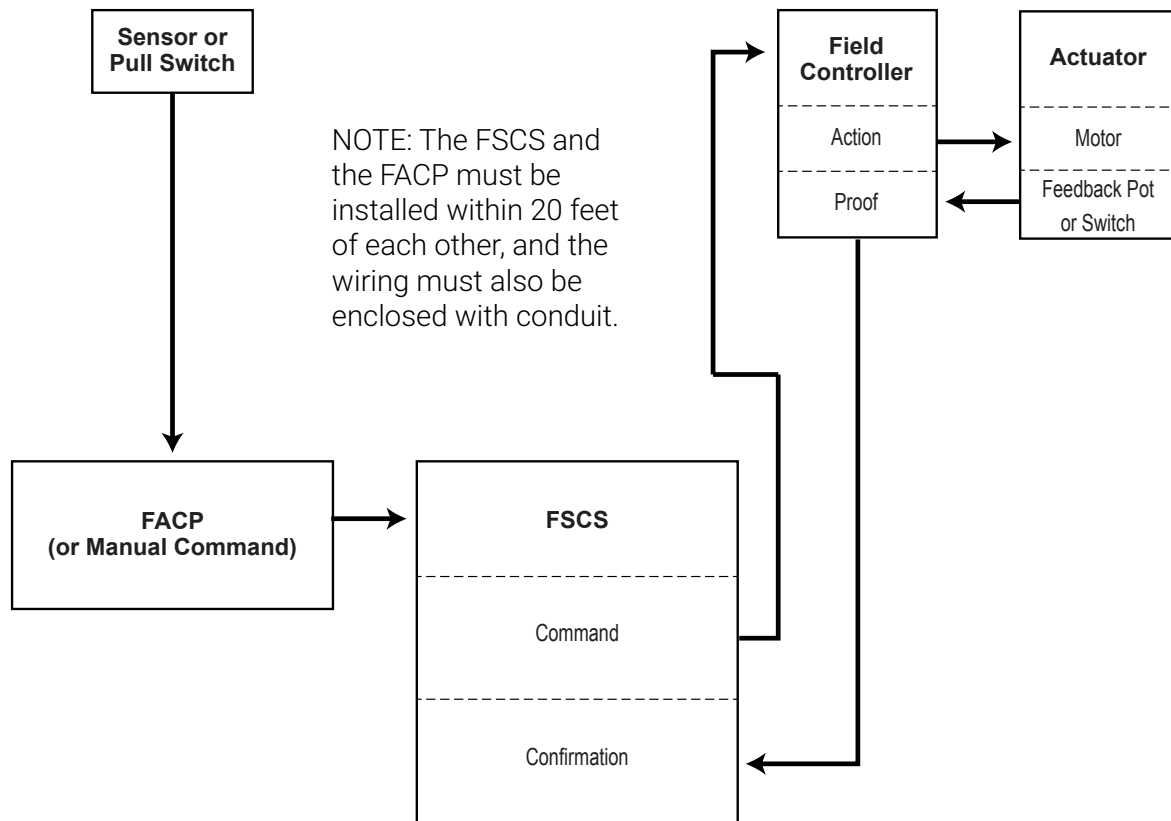 Sensor or
Pull Switch
NOTE: The FSCS and
the FACP must be
installed within 20 feet
of each other, and the
wiring must also be
enclosed with conduit.
Field
Controller
Action
Proof
Actuator
Motor
Feedback Pot
or Switch
FACP
(or Manual Command)
FSCS
Command
Confirmation